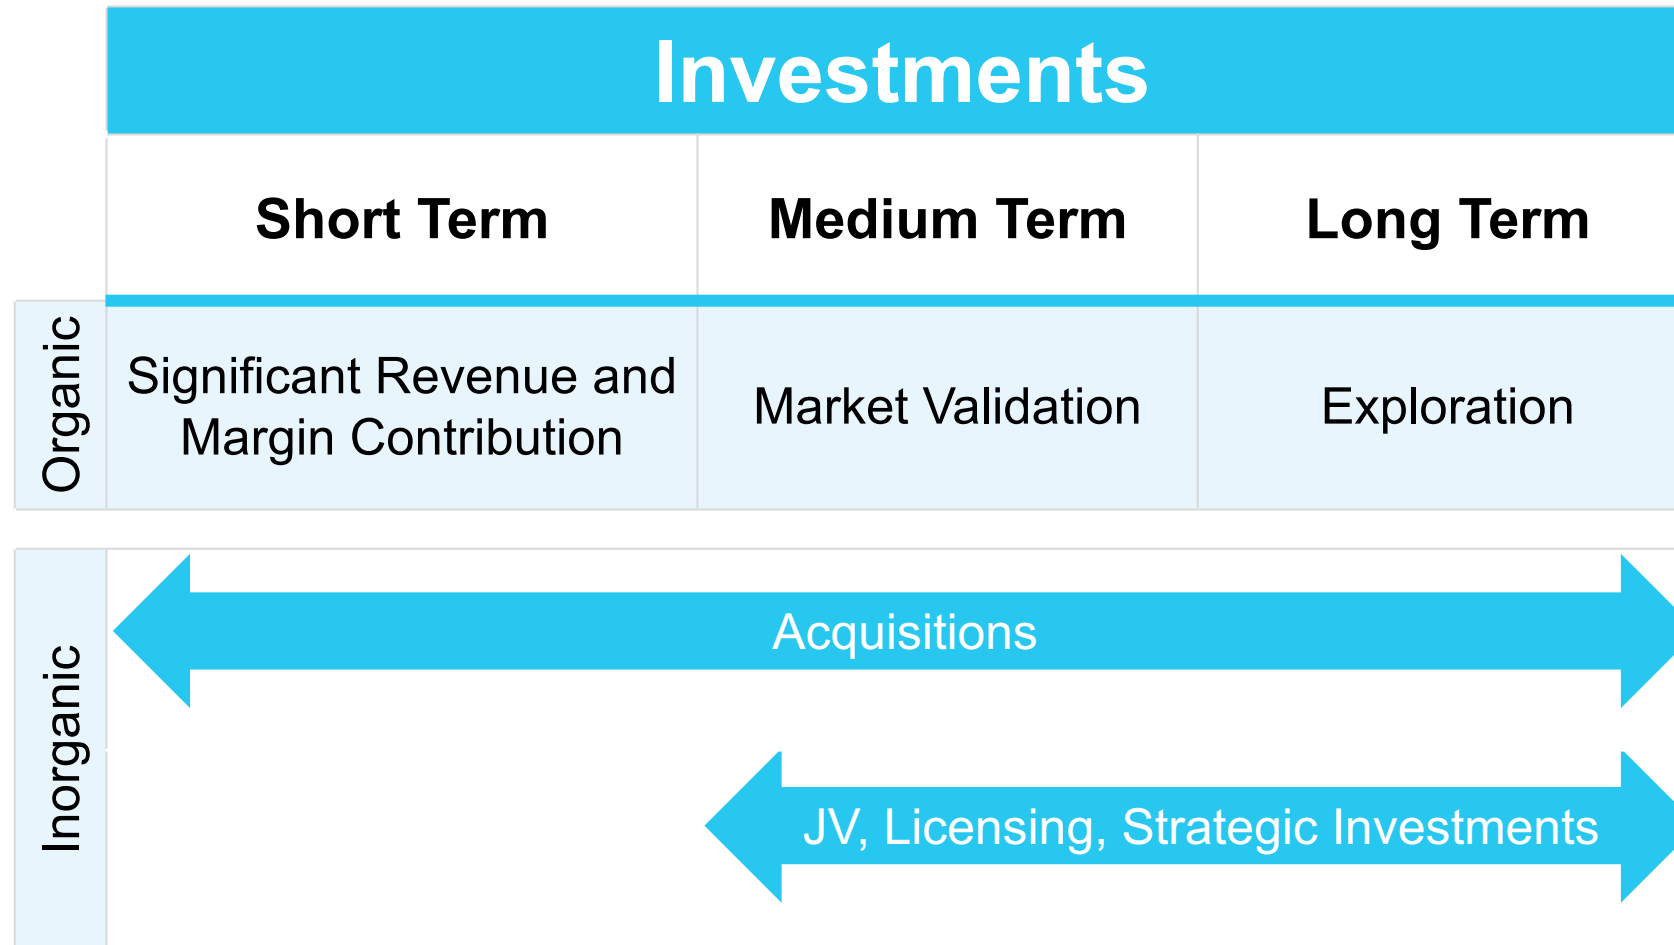 Investments
Short Term
Medium Term
Long Term
Organic
Significant Revenue and
Margin Contribution
Market Validation
Exploration
Inorganic
Acquisitions
JV, Licensing, Strategic Investments